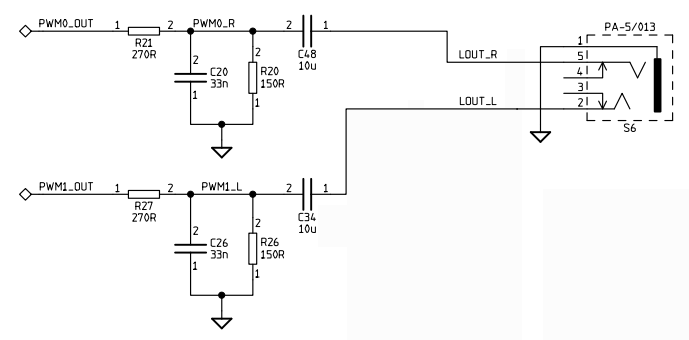 PWM0_OUT 1 2 PWM0_R 2 1
R21
270R
C48
10u
2 C20 33n 1
2 R20 150R 1
LOUT_R
LOUT_L
PA-5/013
1
5
4
3
2
S6
PWM1_OUT 1 2 PWM1_L 2 1
R27
270R
C34
10u
2 C26 33n 1
2 R26 150R 1